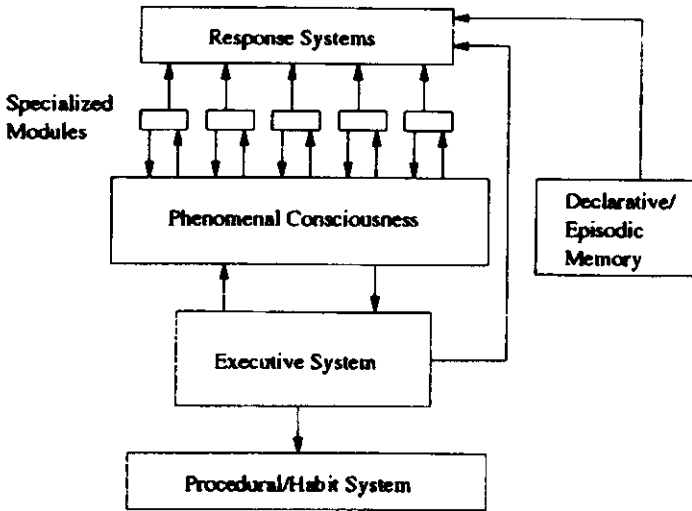 Response Systems
Specialized
Modules
Phenomenal Consciousness
Declarative/
Episodic
Memory
Executive System
Procedural/Habit System